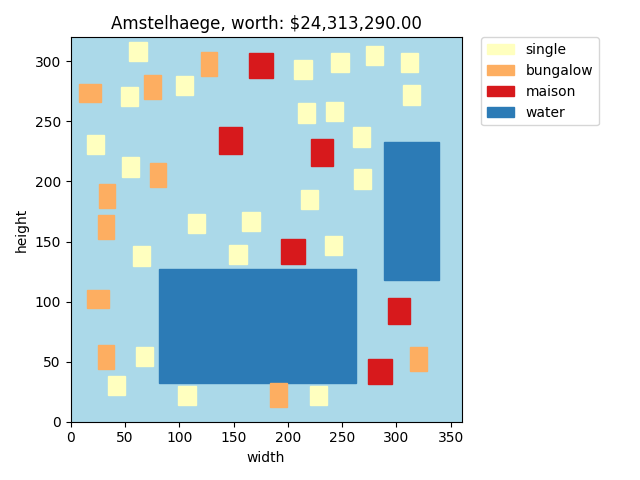 Amstelhaege, worth: $24,313,290.00
single
bungalow
maison
water
height
300
250
200
150
100
50
0
0 50 100 150 200 250 300 350
width